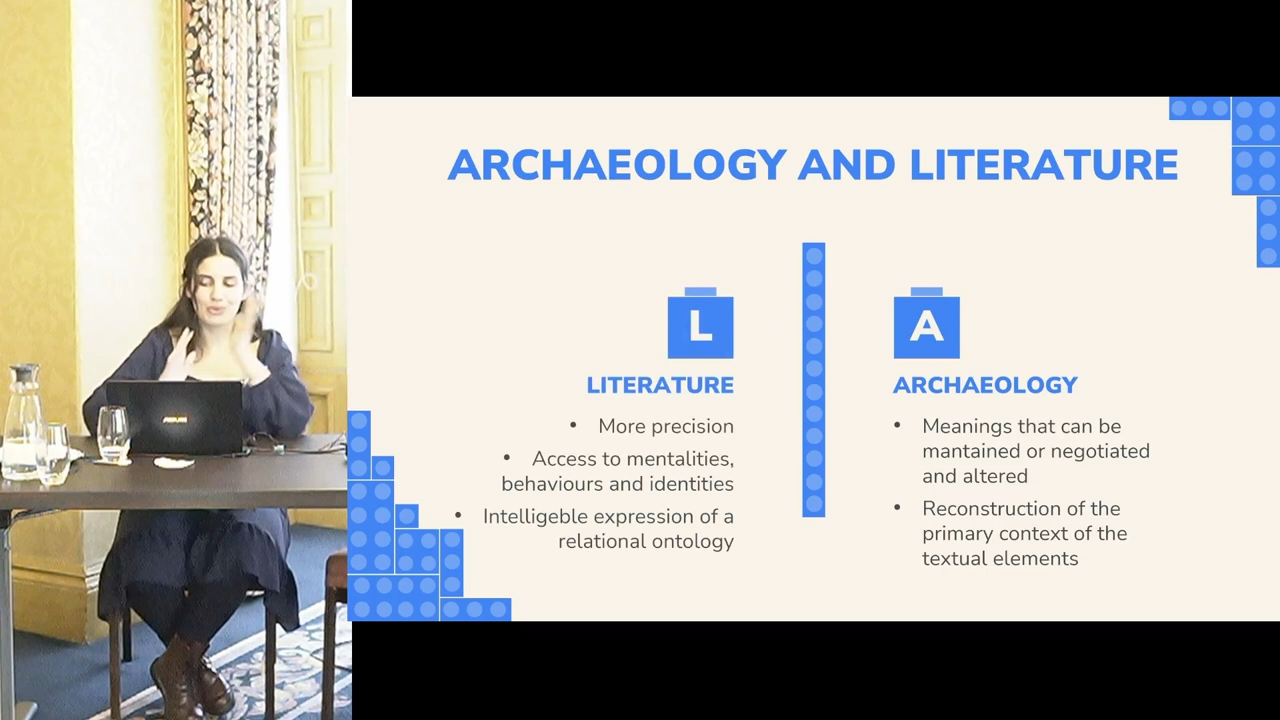 ARCHAEOLOGY AND LITERATURE
L
LITERATURE
• More precision
• Access to mentalities,
behaviours and identities
• Intelligeble expression of a
relational ontology
A
ARCHAEOLOGY
• Meanings that can be
mantained or negotiated
and altered
• Reconstruction of the
primary context of the
textual elements
ASUS